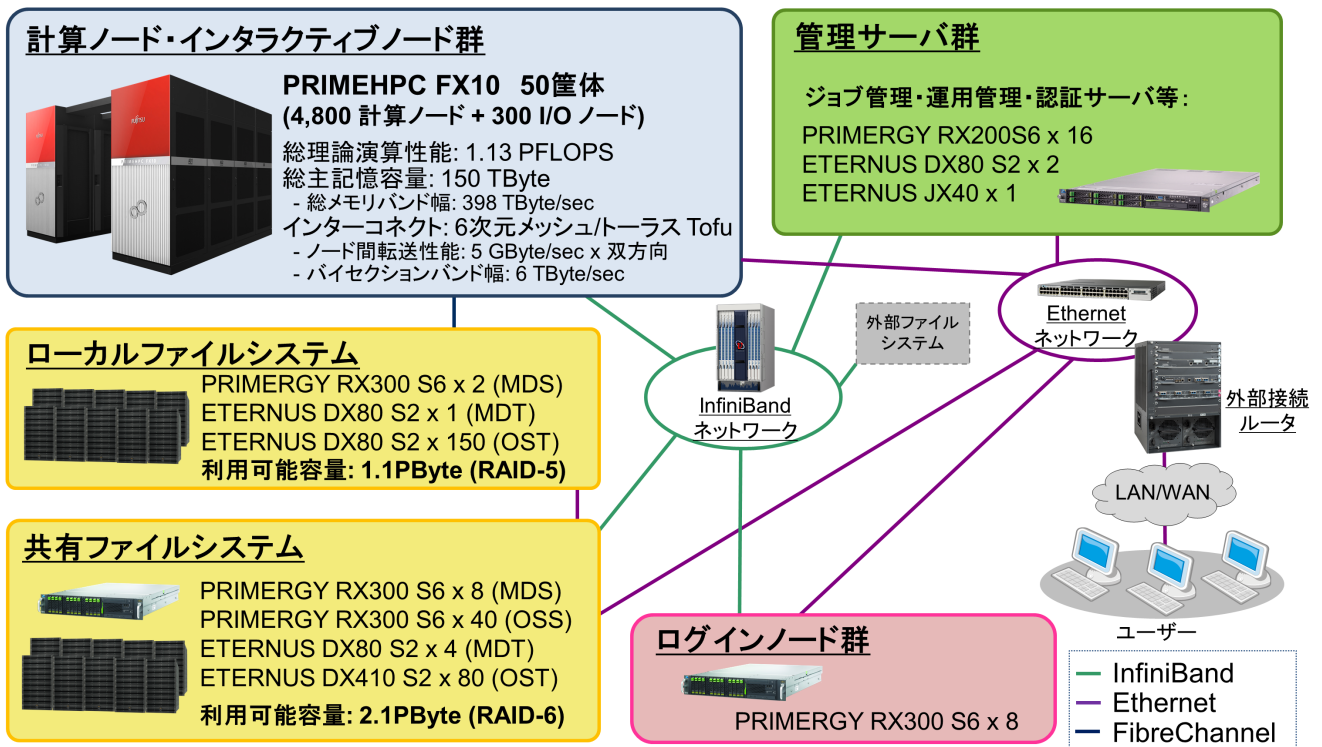 計算ノード・インタラクティブノード群
PRIMEHPC FX10 50筐体
(4,800 計算ノード + 300 I/O ノード)
総理論演算性能: 1.13 PFLOPS
総主記憶容量: 150 TByte
- 総メモリバンド幅: 398 TByte/sec
インターコネクト: 6次元メッシュ/トーラス Tofu
- ノード間転送性能: 5 GByte/sec x 双方向
- バイセクションバンド幅: 6 TByte/sec
管理サーバ群
ジョブ管理・運用管理・認証サーバ等:
PRIMERGY RX200S6 x 16
ETERNUS DX80 S2 x 2
ETERNUS JX40 x 1
ローカルファイルシステム
PRIMERGY RX300 S6 x 2 (MDS)
ETERNUS DX80 S2 x 1 (MDT)
ETERNUS DX80 S2 x 150 (OST)
利用可能容量: 1.1PByte (RAID-5)
InfiniBand
ネットワーク
外部ファイル
システム
Ethernet
ネットワーク
外部接続
ルータ
LAN/WAN
ユーザー
共有ファイルシステム
PRIMERGY RX300 S6 x 8 (MDS)
PRIMERGY RX300 S6 x 40 (OSS)
ETERNUS DX80 S2 x 4 (MDT)
ETERNUS DX410 S2 x 80 (OST)
利用可能容量: 2.1PByte (RAID-6)
ログインノード群
PRIMERGY RX300 S6 x 8
InfiniBand
Ethernet
FibreChannel